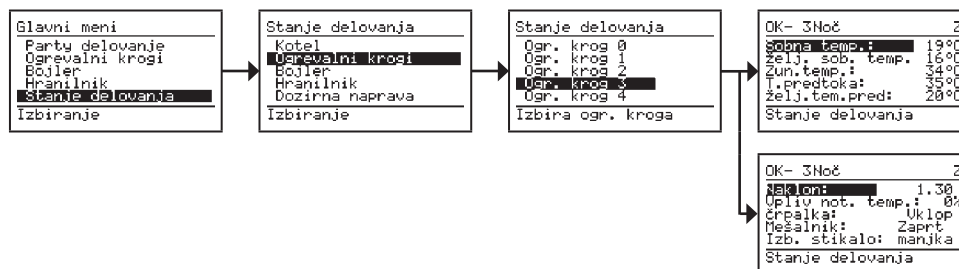 Glavni meni
Party delovanje
Ogrevalni krogi
Bojler
Hranilnik
Stanje delovanja
Izbiranje
Stanje delovanja
Kotel
Ogrevalni krogi
Bojler
Hranilnik
Dozirna naprava
Izbiranje
Stanje delovanja
Ogr. krog 0
Ogr. krog 1
Ogr. krog 2
Ogr. krog 3
Ogr. krog 4
Izbira ogr. kroga
OK- 3Noč Z
Sobna temp.: 19°C
želj. sob. temp. 16°C
Zun.temp.: 34°C
T.predtoka: 35°C
želj.tem.pred: 20°C
Stanje delovanja
OK- 3Noč Z
Naklon: 1.30
Vpliv not. temp.: 0%
črpalka: Vklop
Mešalnik: Zaprt
Izb. stikalo: manjka
Stanje delovanja